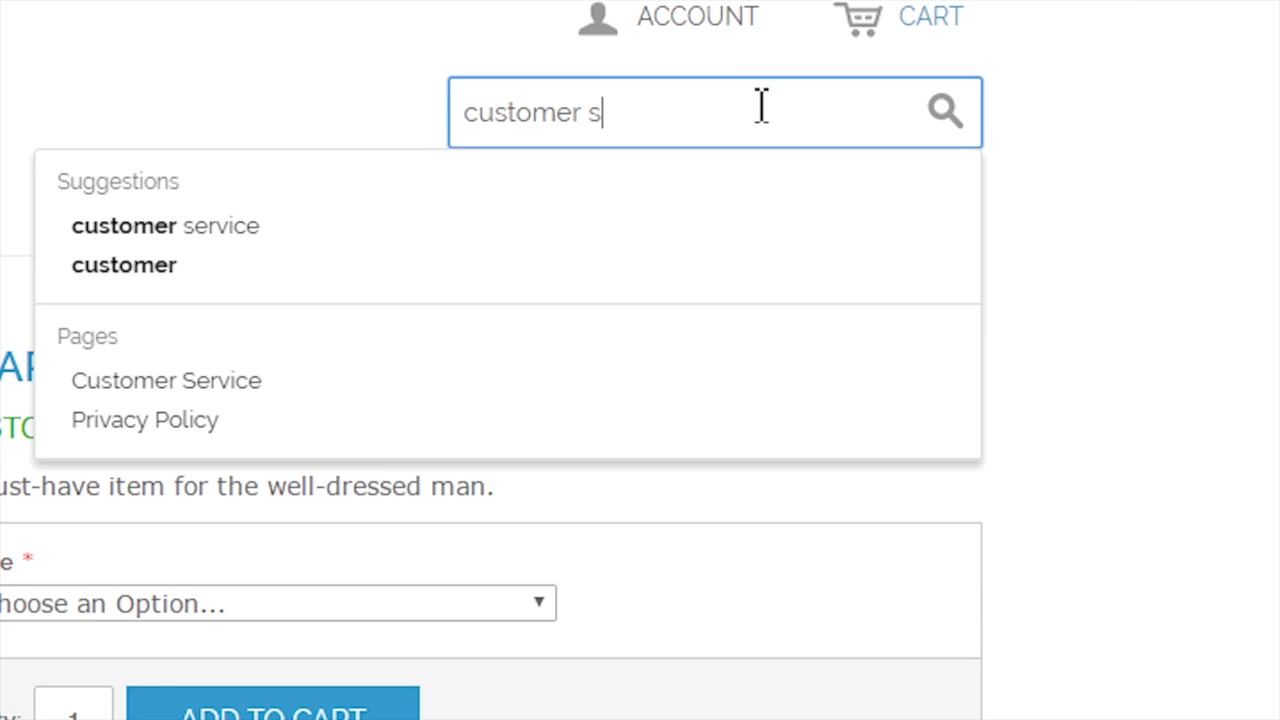 ACCOUNT CART
customer s
Suggestions
customer service
customer
Pages
Customer Service
Privacy Policy
ust-have item for the well-dressed man.
e *
hoose an Option...
1 ADD TO CART